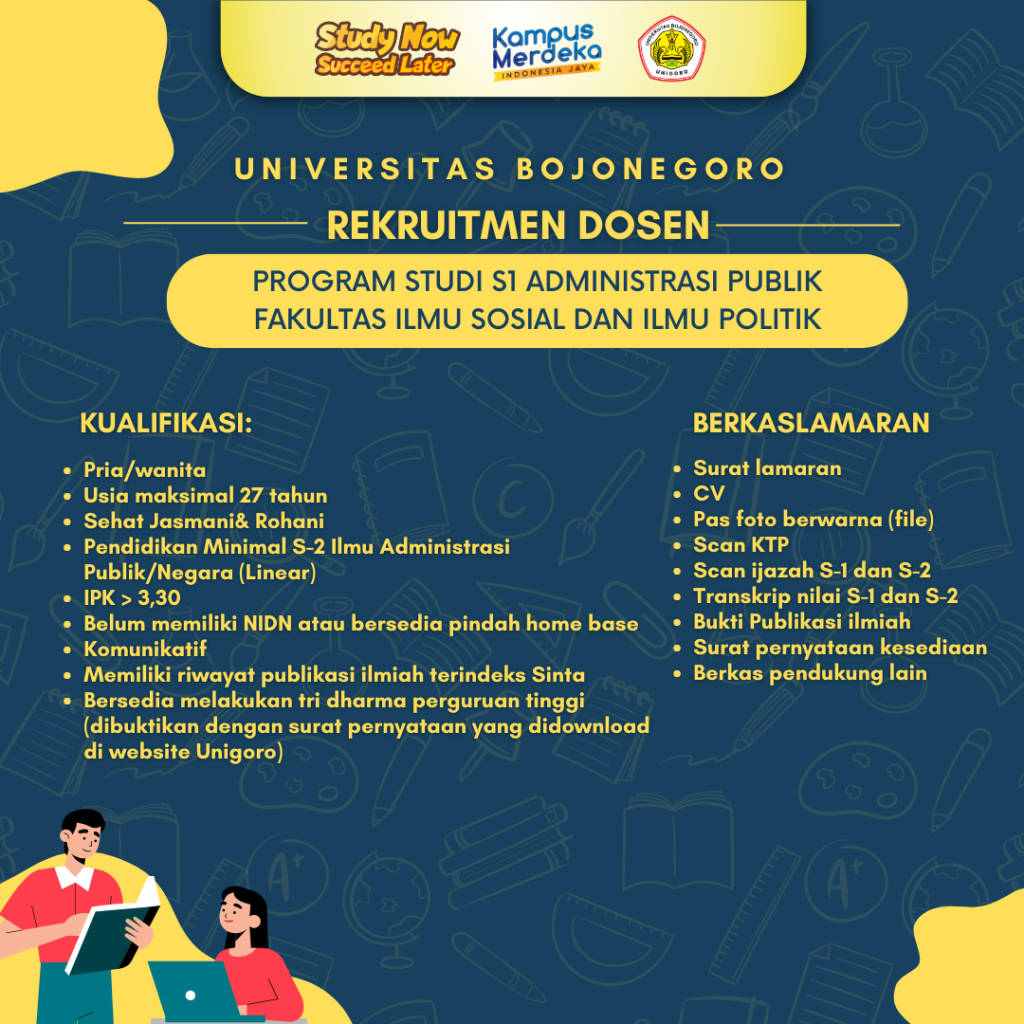 Study Now
Succeed Later
Kampus
Merdeka
INDONESIA JAYA
UNIVERSITAS BOJONEGORO
UNIGORO
UNIVERSITAS BOJONEGORO
REKRUITMEN DOSEN
PROGRAM STUDI S1 ADMINISTRASI PUBLIK
FAKULTAS ILMU SOSIAL DAN ILMU POLITIK
KUALIFIKASI:
• Pria/wanita
• Usia maksimal 27 tahun
• Sehat Jasmani& Rohani
• Pendidikan Minimal S-2 Ilmu Administrasi
Publik/Negara (Linear)
• IPK > 3,30
• Belum memiliki NIDN atau bersedia pindah home base
• Komunikatif
• Memiliki riwayat publikasi ilmiah terindeks Sinta
• Bersedia melakukan tri dharma perguruan tinggi
(dibuktikan dengan surat pernyataan yang didownload
di website Unigoro)
BERKASLAMARAN
• Surat lamaran
• CV
• Pas foto berwarna (file)
• Scan KTP
• Scan ijazah S-1 dan S-2
• Transkrip nilai S-1 dan S-2
• Bukti Publikasi ilmiah
• Surat pernyataan kesediaan
• Berkas pendukung lain
C
A+
A+